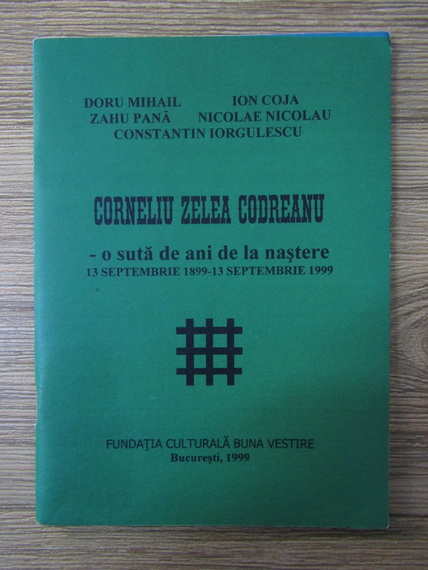 DORU MIHAIL ION COJA
ZAHU PANĂ NICOLAE NICOLAU
CONSTANTIN IORGULESCU
CORNELIU ZELEA CODREANU
- o sută de ani de la naştere
13 SEPTEMBRIE 1899-13 SEPTEMBRIE 1999
FUNDAŢIA CULTURALĂ BUNA VESTIRE
Bucureşti, 1999